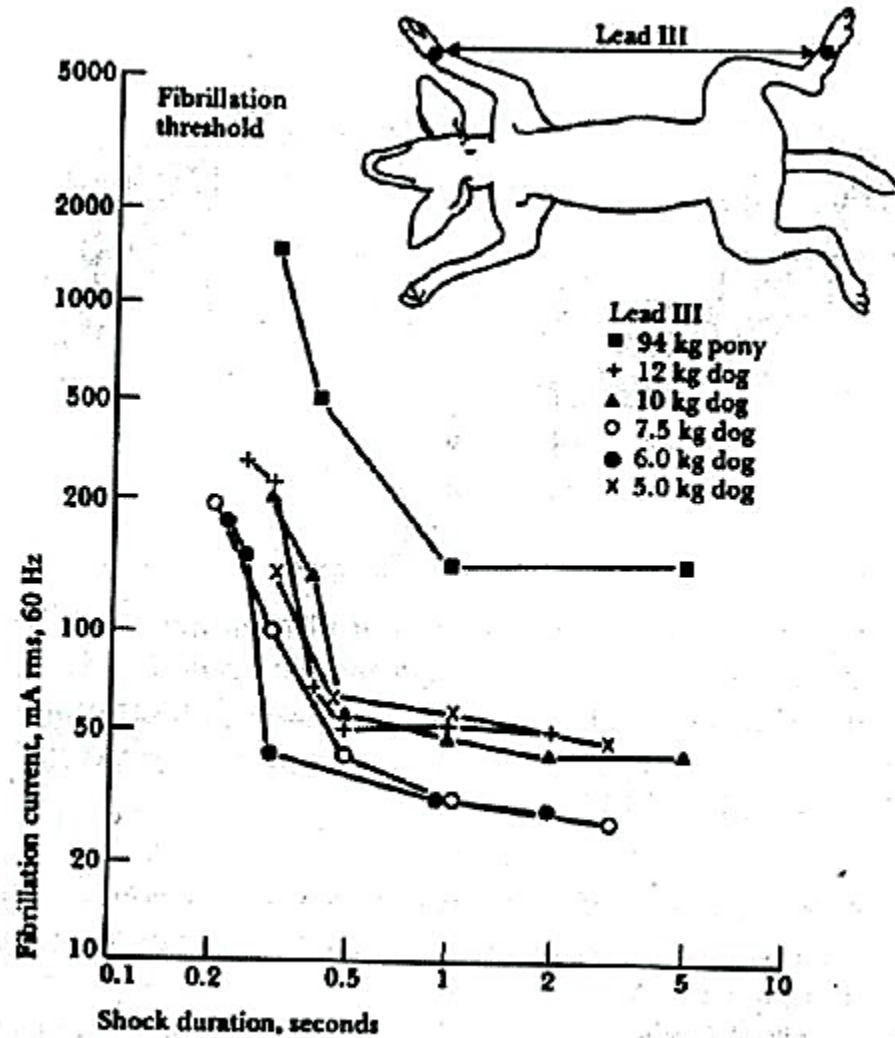 Lead III
5000
Fibrillation
threshold
2000
1000
Lead III
94 kg pony
12 kg dog
10 kg dog
7.5 kg dog
6.0 kg dog
5.0 kg dog
500
200
100
50
20
10
Fibrillation current, mA rms, 60 Hz
0.1 0.2 0.5 1 2 5 10
Shock duration, seconds